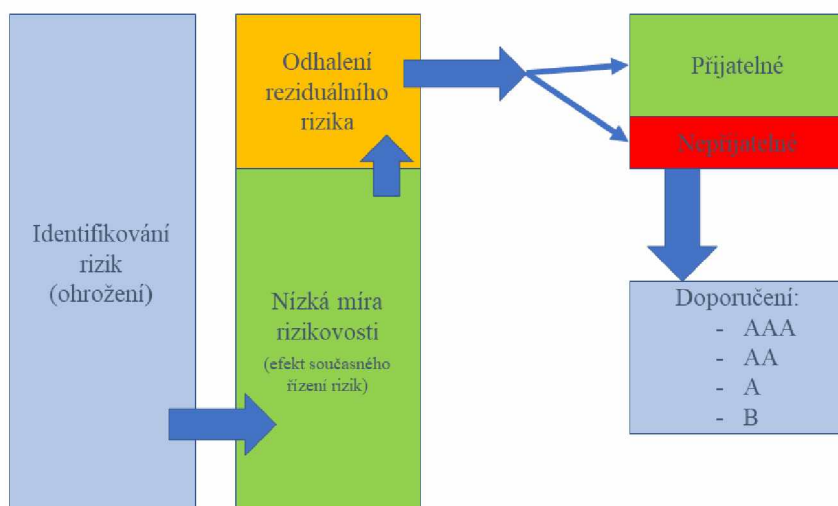 Identifikování
rizik
(ohrožení)
Odhalení
reziduálního
rizika
Nízká míra
rizikovosti
(efekt současného
řízení rizik)
Přijatelné
Nepřijatelné
Doporučení:
- AAA
- AA
- A
- B